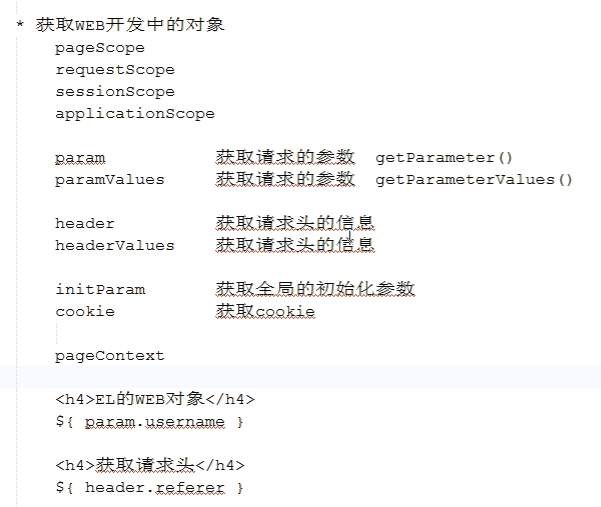 * 获取WEB开发中的对象
pageScope
requestScope
sessionScope
applicationScope
param 获取请求的参数 getParameter()
paramValues 获取请求的参数 getParameterValues()
header 获取请求头的信息
headerValues 获取请求头的信息
initParam 获取全局的初始化参数
cookie 获取cookie
pageContext
<h4>EL的WEB对象</h4>
${ param.username }
<h4>获取请求头</h4>
${ header.referer }